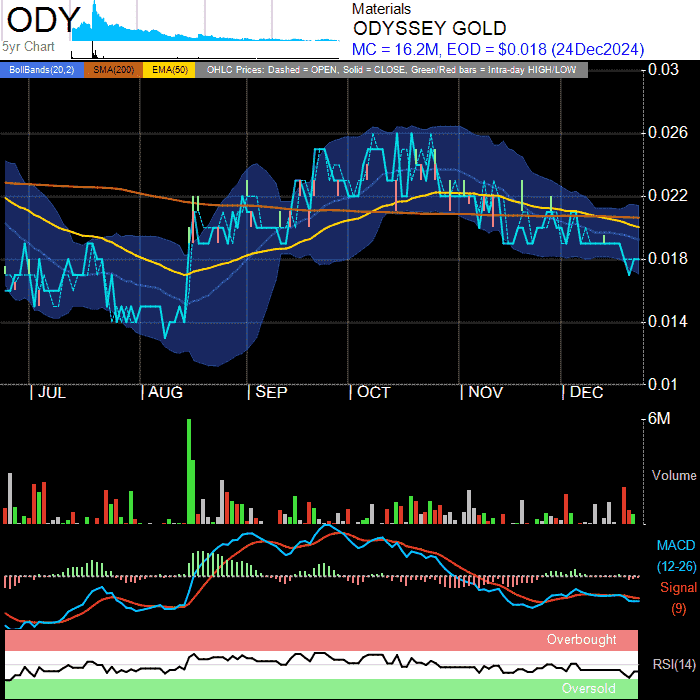 ODY
5yr Chart
Materials
ODYSSEY GOLD
MC = 16.2M, EOD = $0.018 (24Dec2024)
BollBands(20,2) SMA(200) EMA(50) OHLC Prices: Dashed = OPEN, Solid = CLOSE, Green/Red bars = Intra-day HIGH/LOW
0.03
0.026
0.022
0.018
0.014
0.01
| JUL | AUG | SEP | OCT | NOV | DEC
6M
Volume
MACD
(12-26)
Signal
(9)
Overbought
RSI(14)
Oversold